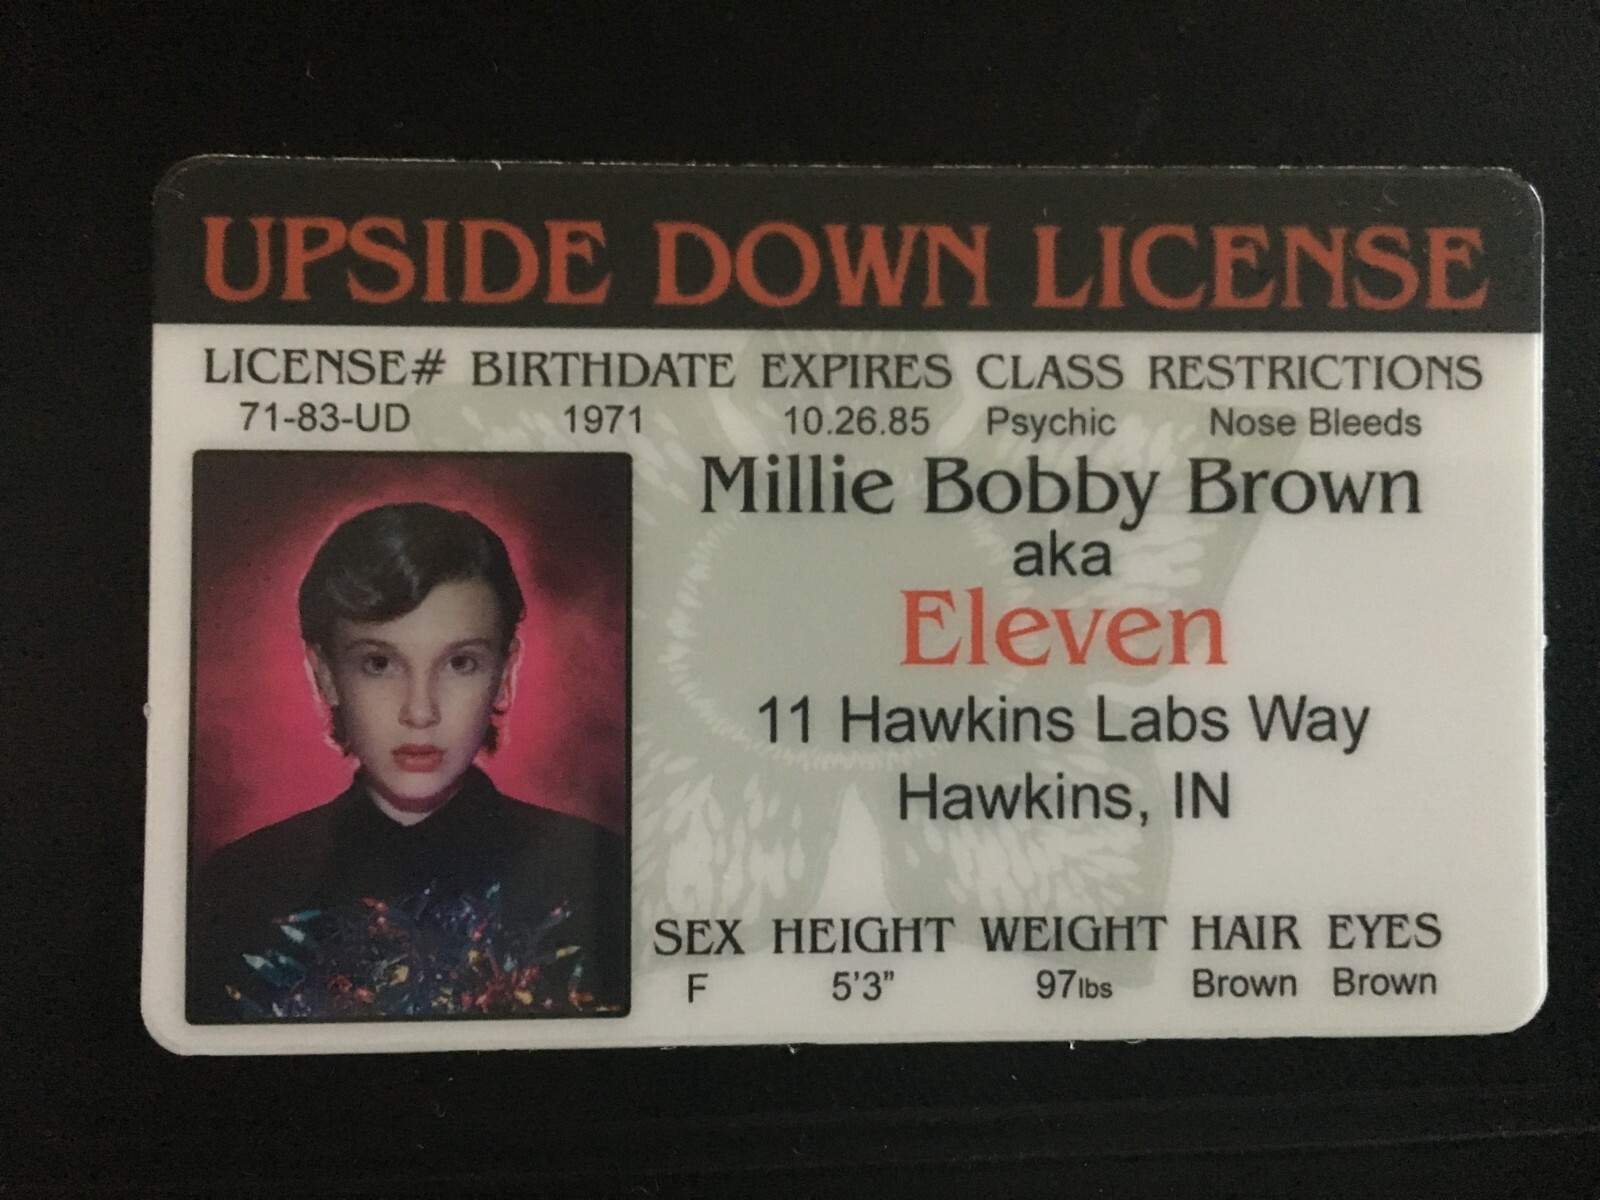 UPSIDE DOWN LICENSE
LICENSE# BIRTHDATE EXPIRES CLASS RESTRICTIONS
71-83-UD 1971 10.26.85 Psychic Nose Bleeds
Millie Bobby Brown
aka
Eleven
11 Hawkins Labs Way
Hawkins, IN
SEX HEIGHT WEIGHT HAIR EYES
F 5'3” 97lbs Brown Brown